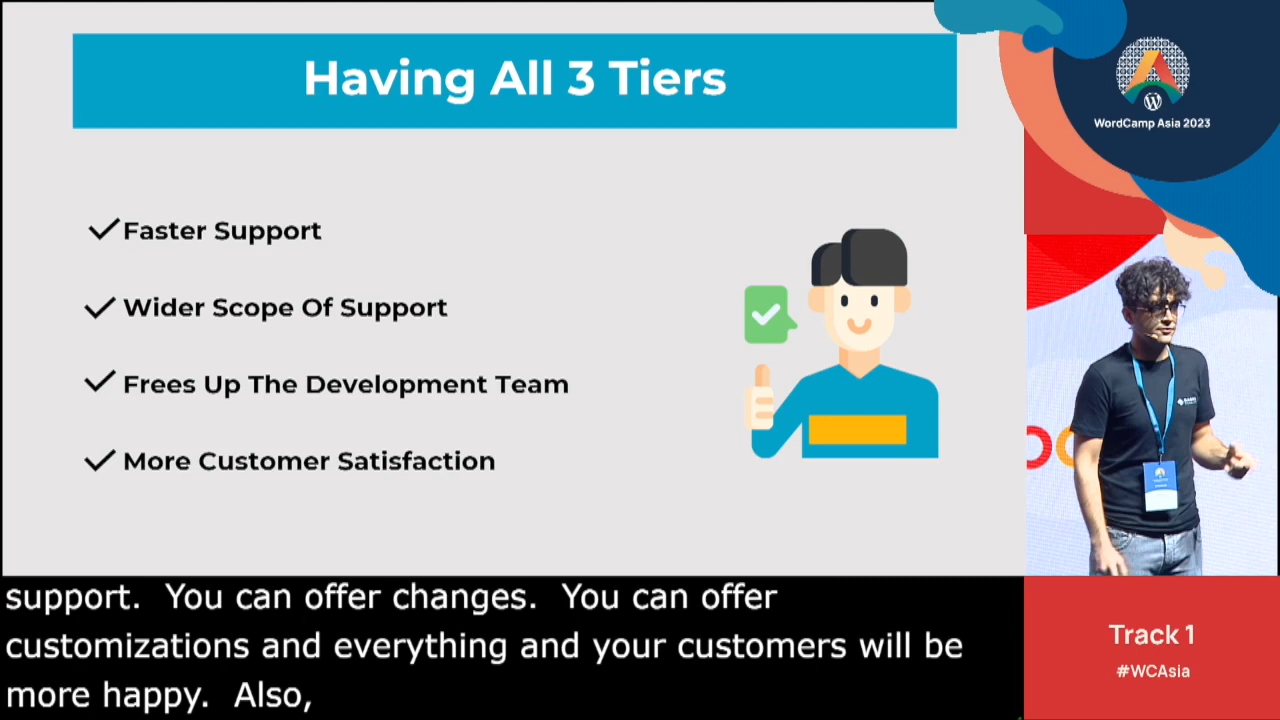 Having All 3 Tiers
Faster Support
Wider Scope Of Support
Frees Up The Development Team
More Customer Satisfaction
WordCamp Asia 2023
support.  You can offer changes.  You can offer
customizations and everything and your customers will be
more happy.  Also,
Track 1
#WCAsia